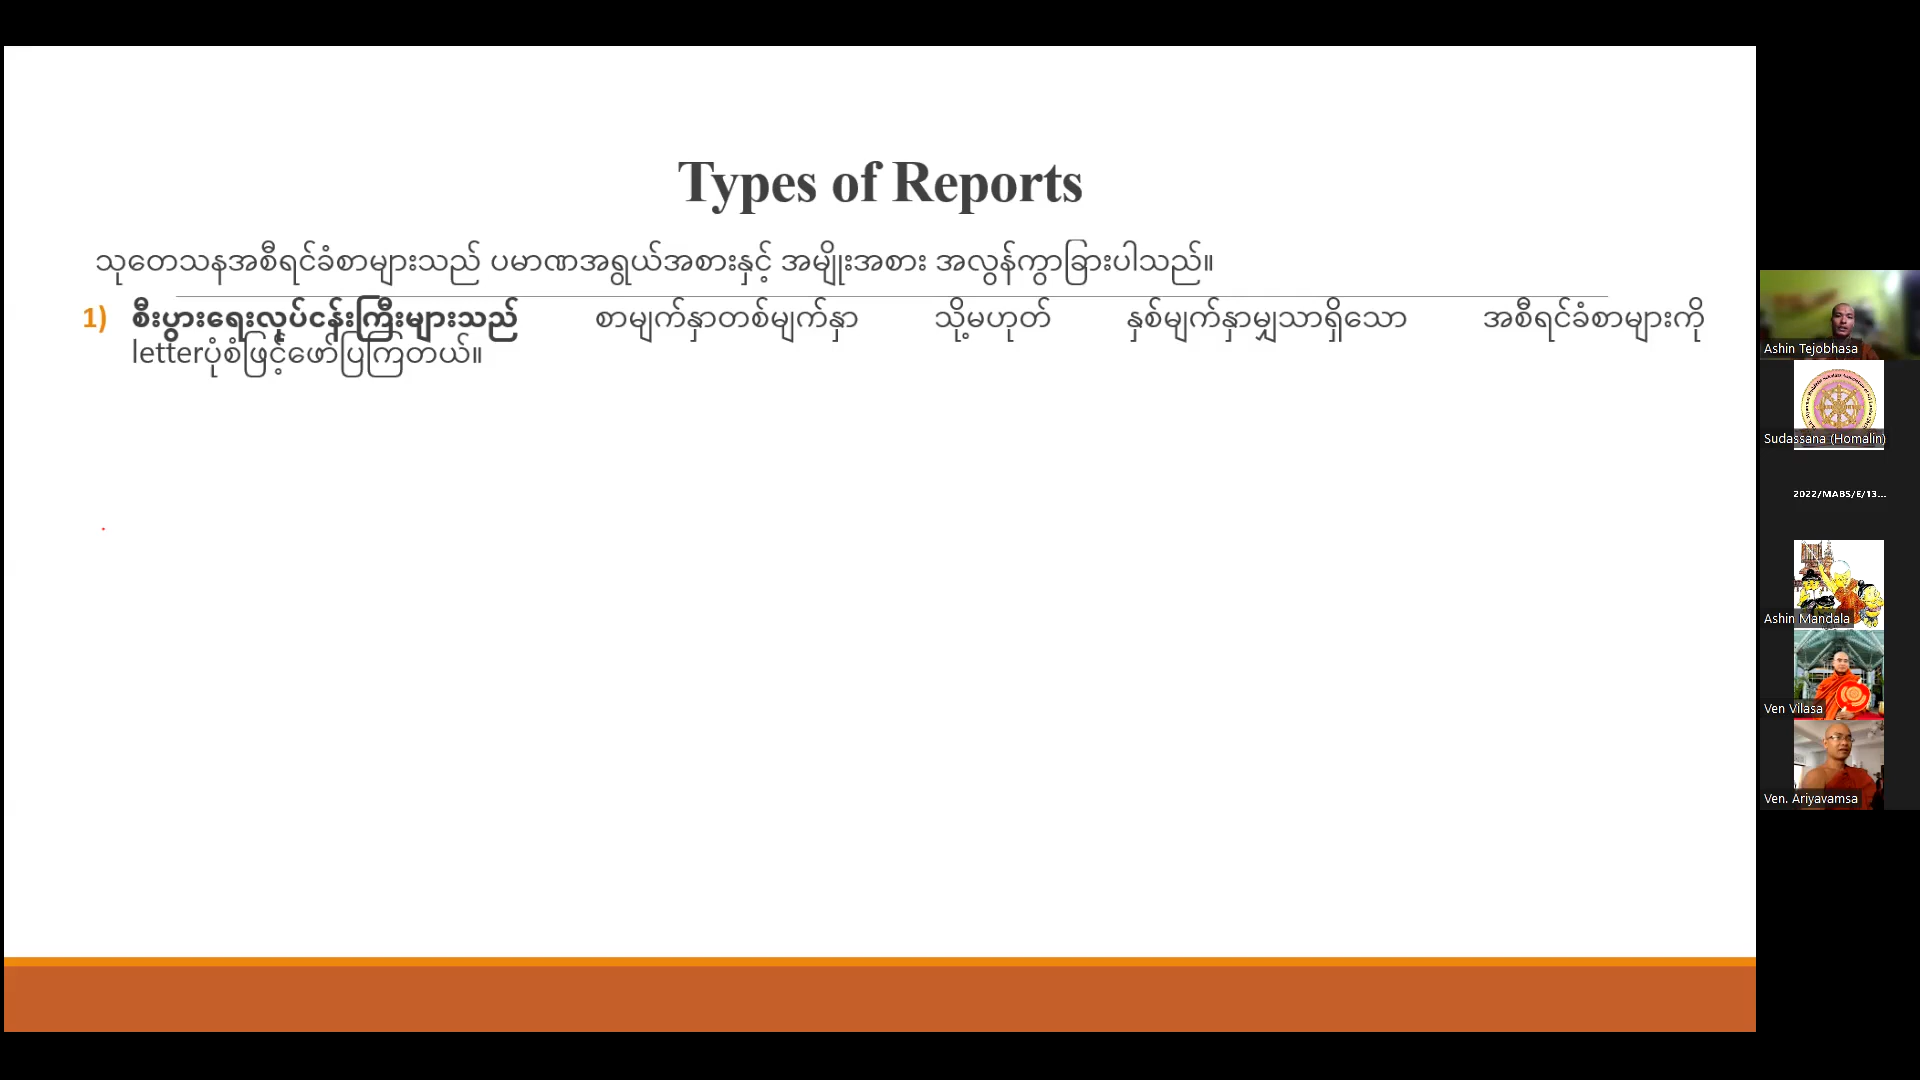 Types of Reports
သုတေသနအစီရင်ခံစာများသည် ပမာဏအရွယ်အစားနှင့် အမျိုးအစား အလွန်ကွာခြားပါသည်။
1) စီးပွားရေးလုပ်ငန်းကြီးများသည် စာမျက်နှာတစ်မျက်နှာ သို့မဟုတ် နှစ်မျက်နှာမျှသာရှိသော အစီရင်ခံစာများကို
letterပုံစံဖြင့်ဖော်ပြကြတယ်။
Ashin Tejobhasa
Sudassana (Homalin)
2022/MABS/E/13...
Ashin Mandala
Ven Vilasa
Ven. Ariyavamsa